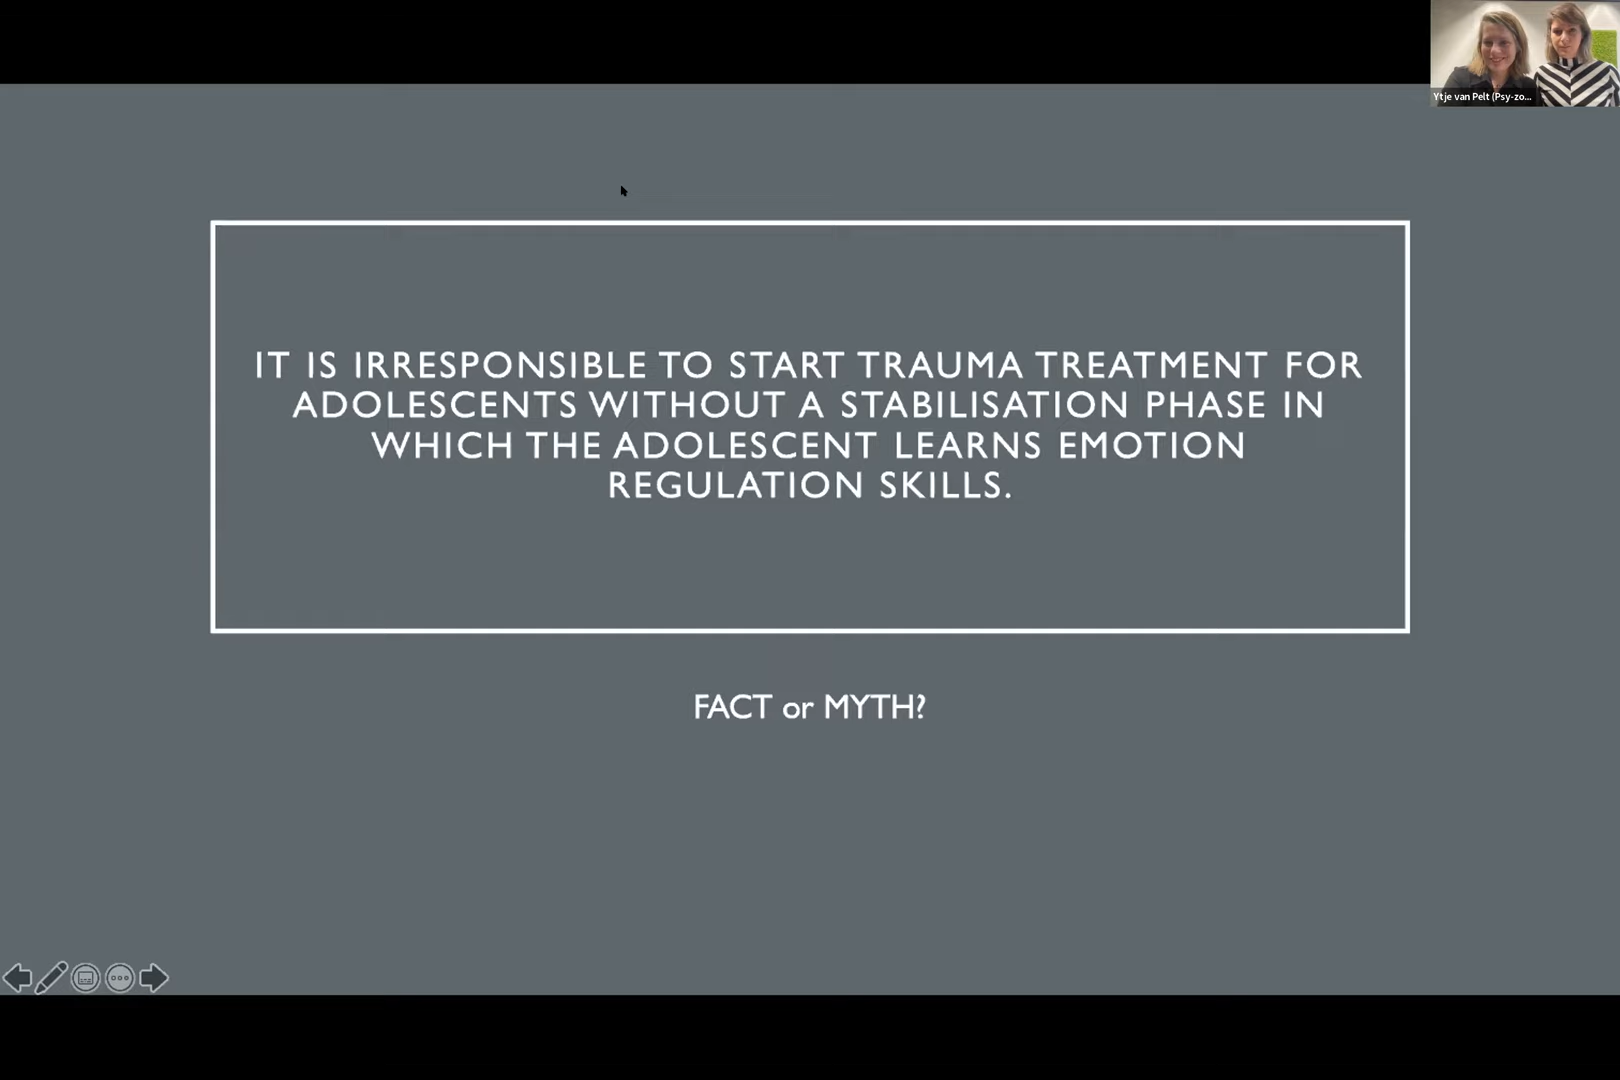 Ytje van Pelt (Psy-zo...
IT IS IRRESPONSIBLE TO START TRAUMA TREATMENT FOR
ADOLESCENTS WITHOUT A STABILISATION PHASE IN
WHICH THE ADOLESCENT LEARNS EMOTION
REGULATION SKILLS.
FACT or MYTH?